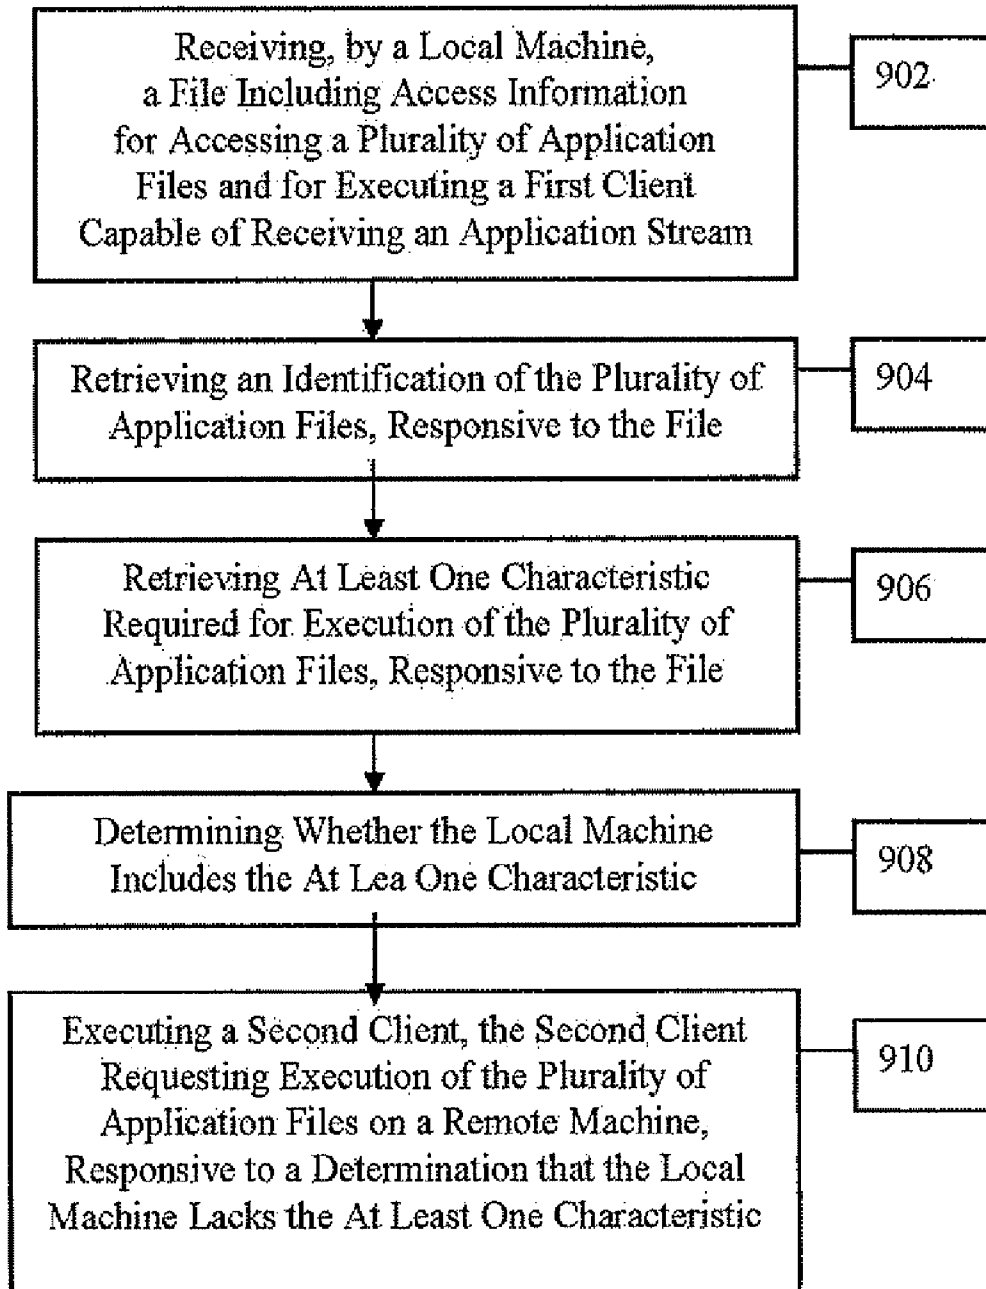 Receiving, by a Local Machine,
a File Including Access Information
for Accessing a Plurality of Application
Files and for Executing a First Client
Capable of Receiving an Application Stream
902
Retrieving an Identification of the Plurality of
Application Files, Responsive to the File
904
Retrieving At Least One Characteristic
Required for Execution of the Plurality of
Application Files, Responsive to the File
906
Determining Whether the Local Machine
Includes the At Lea One Characteristic
908
Executing a Second Client, the Second Client
Requesting Execution of the Plurality of
Application Files on a Remote Machine,
Responsive to a Determination that the Local
Machine Lacks the At Least One Characteristic
910